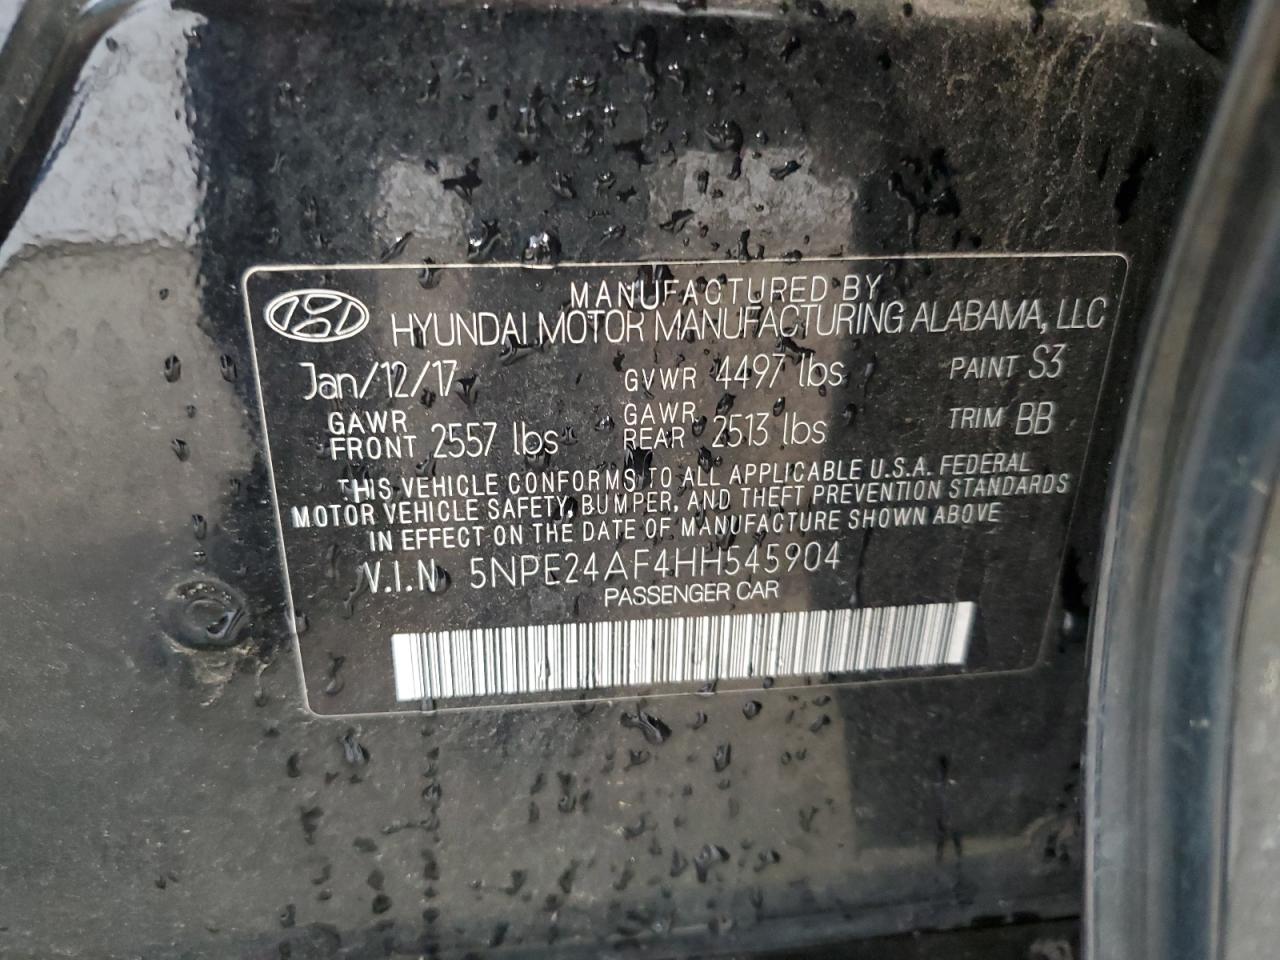 MANUFACTURED BY
HYUNDAI MOTOR MANUFACTURING ALABAMA, LLC
Jan/12/17 GVWR 4497 lbs PAINT S3
GAWR FRONT 2557 lbs GAWR REAR 2513 lbs TRIM BB
THIS VEHICLE CONFORMS TO ALL APPLICABLE U.S.A. FEDERAL
MOTOR VEHICLE SAFETY, BUMPER, AND THEFT PREVENTION STANDARDS
IN EFFECT ON THE DATE OF MANUFACTURE SHOWN ABOVE
V.I.N 5NPE24AF4HH545904
PASSENGER CAR